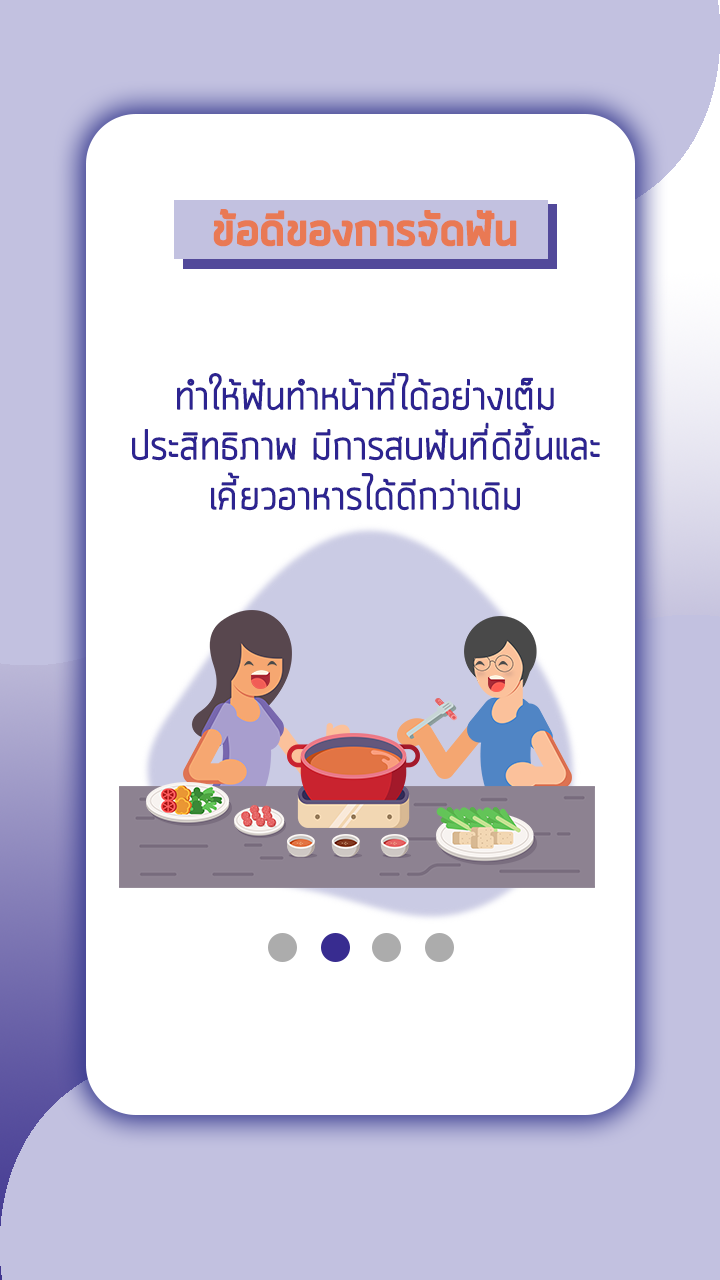 ข้อดีของการจัดฟัน
ทำให้ฟันทำหน้าที่ได้อย่างเต็ม
ประสิทธิภาพ มีการสบฟันที่ดีขึ้นและ
เคี้ยวอาหารได้ดีกว่าเดิม